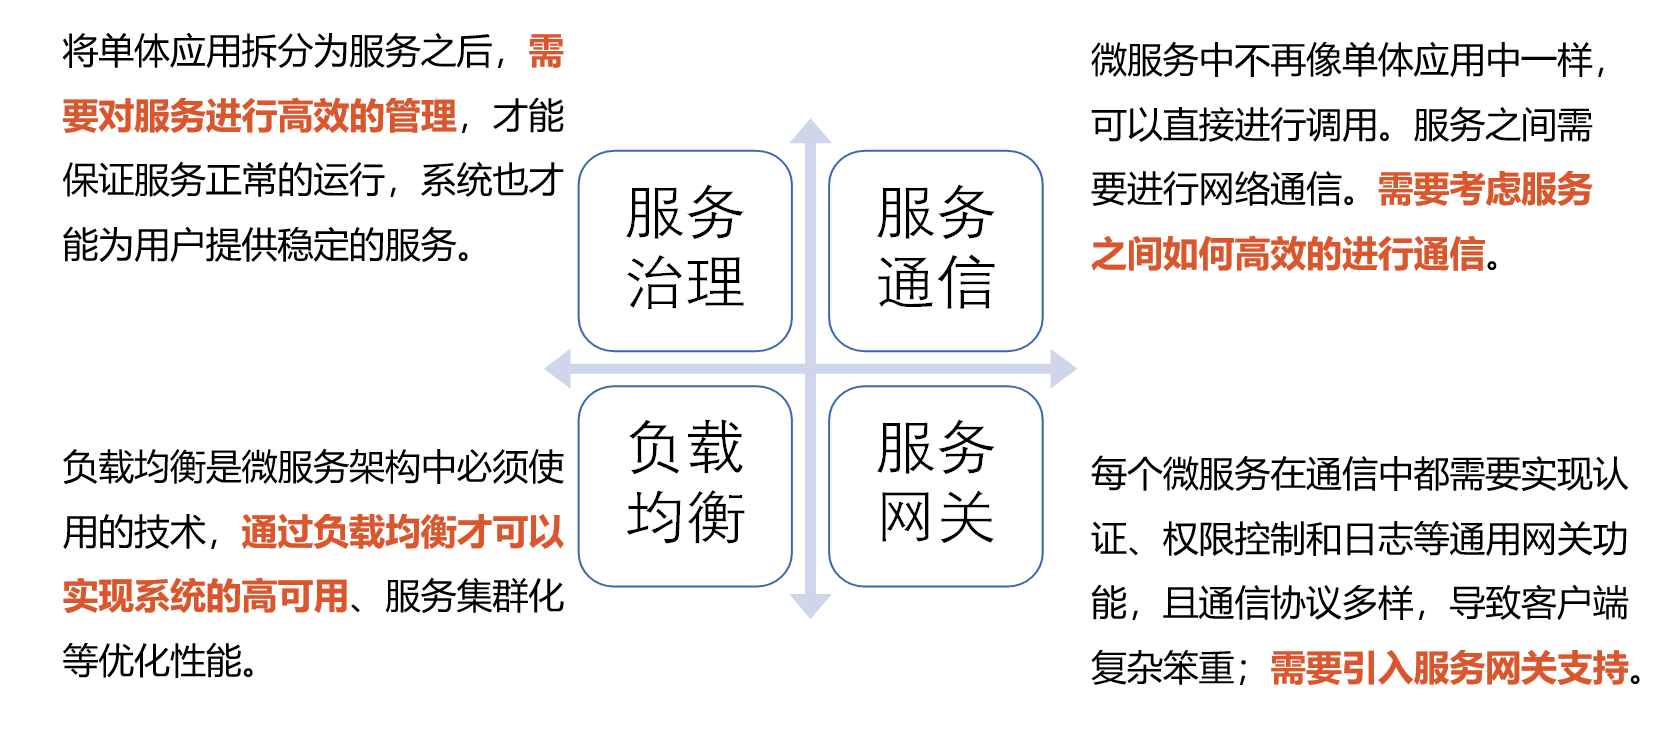 将单体应用拆分为服务之后，需
要对服务进行高效的管理，才能
保证服务正常的运行，系统也才
能为用户提供稳定的服务。
服务
治理
服务
通信
微服务中不再像单体应用中一样，
可以直接进行调用。服务之间需
要进行网络通信。需要考虑服务
之间如何高效的进行通信。
负载均衡是微服务架构中必须使
用的技术，通过负载均衡才可以
实现系统的高可用、服务集群化
等优化性能。
负载
均衡
服务
网关
每个微服务在通信中都需要实现认
证、权限控制和日志等通用网关功
能，且通信协议多样，导致客户端
复杂笨重；需要引入服务网关支持。